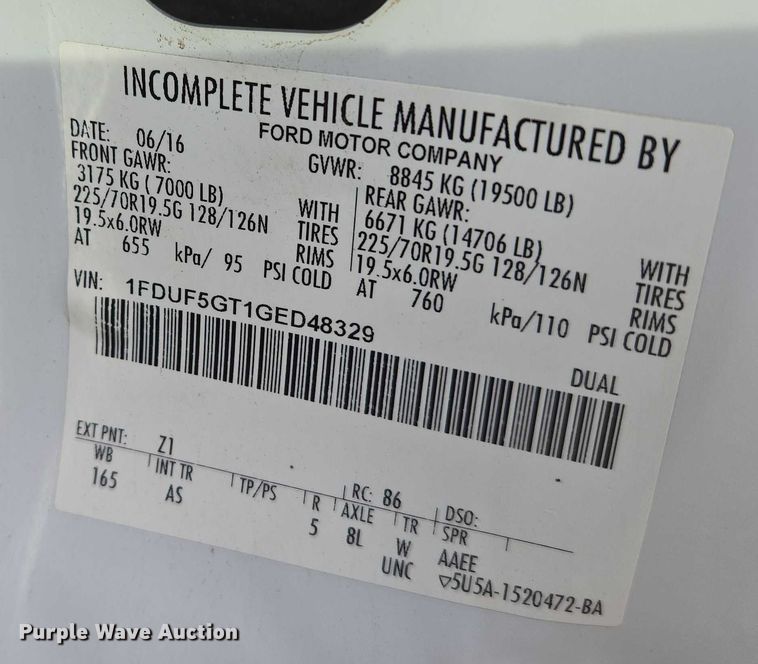 INCOMPLETE VEHICLE MANUFACTURED BY
FORD MOTOR COMPANY
DATE: 06/16
GVWR: 8845 KG (19500 LB)
FRONT GAWR:
3175 KG ( 7000 LB)
225/70R19.5G 128/126N
19.5x6.0RW
WITH
TIRES
RIMS
AT 655 kPa/ 95 PSI COLD
REAR GAWR:
6671 KG (14706 LB)
225/70R19.5G 128/126N
19.5x6.0RW
WITH
TIRES
RIMS
AT 760 kPa/110 PSI COLD
VIN: 1FDUF5GT1GED48329
DUAL
EXT PNT: Z1
RC: 86
DSO:
WB INT TR TP/PS R AXLE TR SPR
165 AS 5 8L W AAEE
UNC
▽5U5A-1520472-BA
Purple Wave Auction